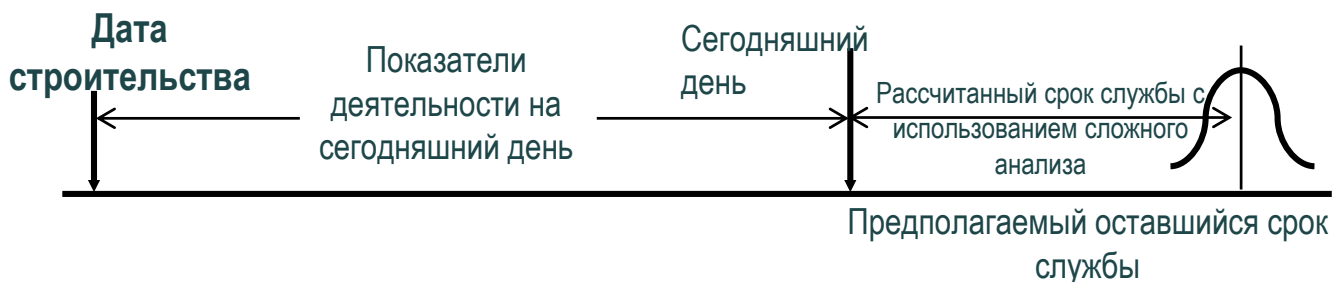 Дата
строительства
Показатели
деятельности на
сегодняшний день
Сегодняшний
день
Рассчитанный срок службы с
использованием сложного
анализа
Предполагаемый оставшийся срок
службы